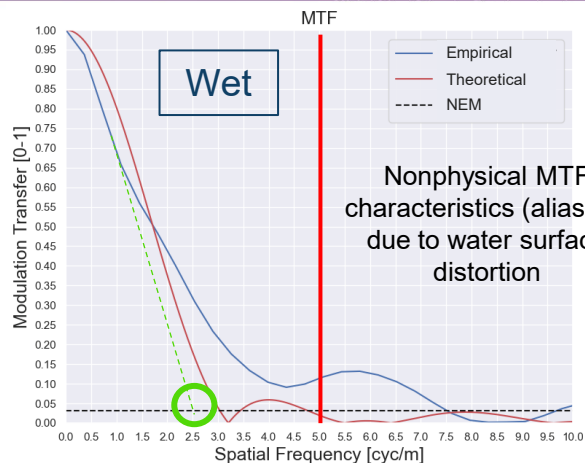 MTF
1.00
0.95
0.90
0.85
0.80
0.75
0.70
0.65
0.60
0.55
0.50
0.45
0.40
0.35
0.30
0.25
0.20
0.15
0.10
0.05
0.00
Modulation Transfer [0-1]
Wet
Empirical
Theoretical
NEM
Nonphysical MTF
characteristics (alias
due to water surfac
distortion
0.0 0.5 1.0 1.5 2.0 2.5 3.0 3.5 4.0 4.5 5.0 5.5 6.0 6.5 7.0 7.5 8.0 8.5 9.0 9.5 10.0
Spatial Frequency [cyc/m]